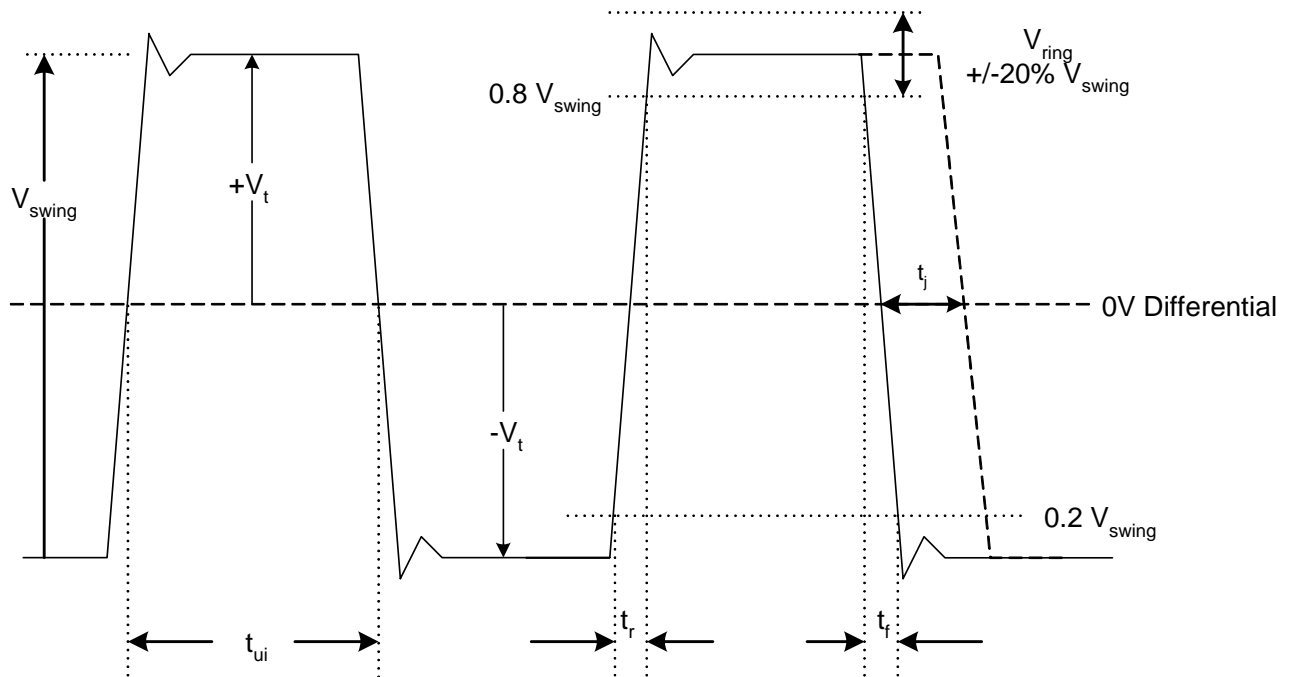 V_ring
+/-20% V_swing
0.8 V_swing
+V_t
V_swing
t_j
0V Differential
-V_t
0.2 V_swing
t_r
t_f
t_ui